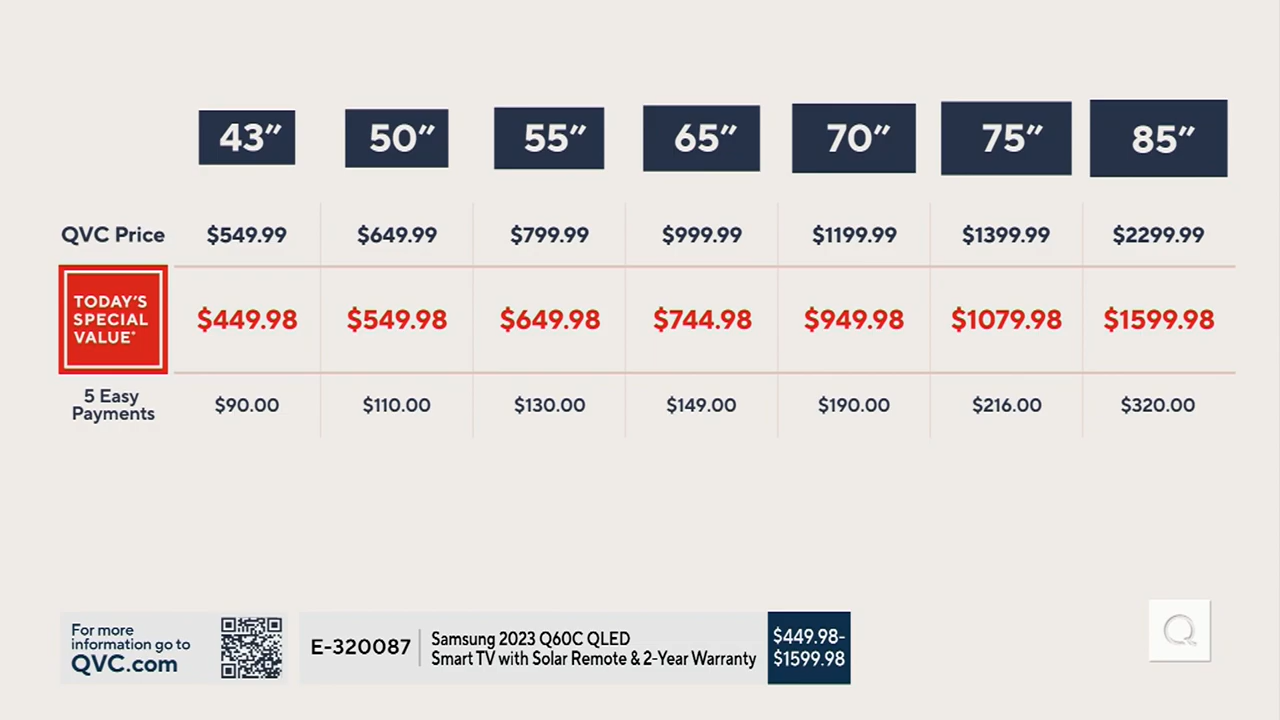 43” 50” 55” 65” 70” 75” 85”
QVC Price $549.99 $649.99 $799.99 $999.99 $1199.99 $1399.99 $2299.99
TODAY’S
SPECIAL
VALUE*
$449.98 $549.98 $649.98 $744.98 $949.98 $1079.98 $1599.98
5 Easy
Payments
$90.00 $110.00 $130.00 $149.00 $190.00 $216.00 $320.00
For more
information go to
QVC.com
E-320087
Samsung 2023 Q60C QLED
Smart TV with Solar Remote & 2-Year Warranty
$449.98-
$1599.98
Q